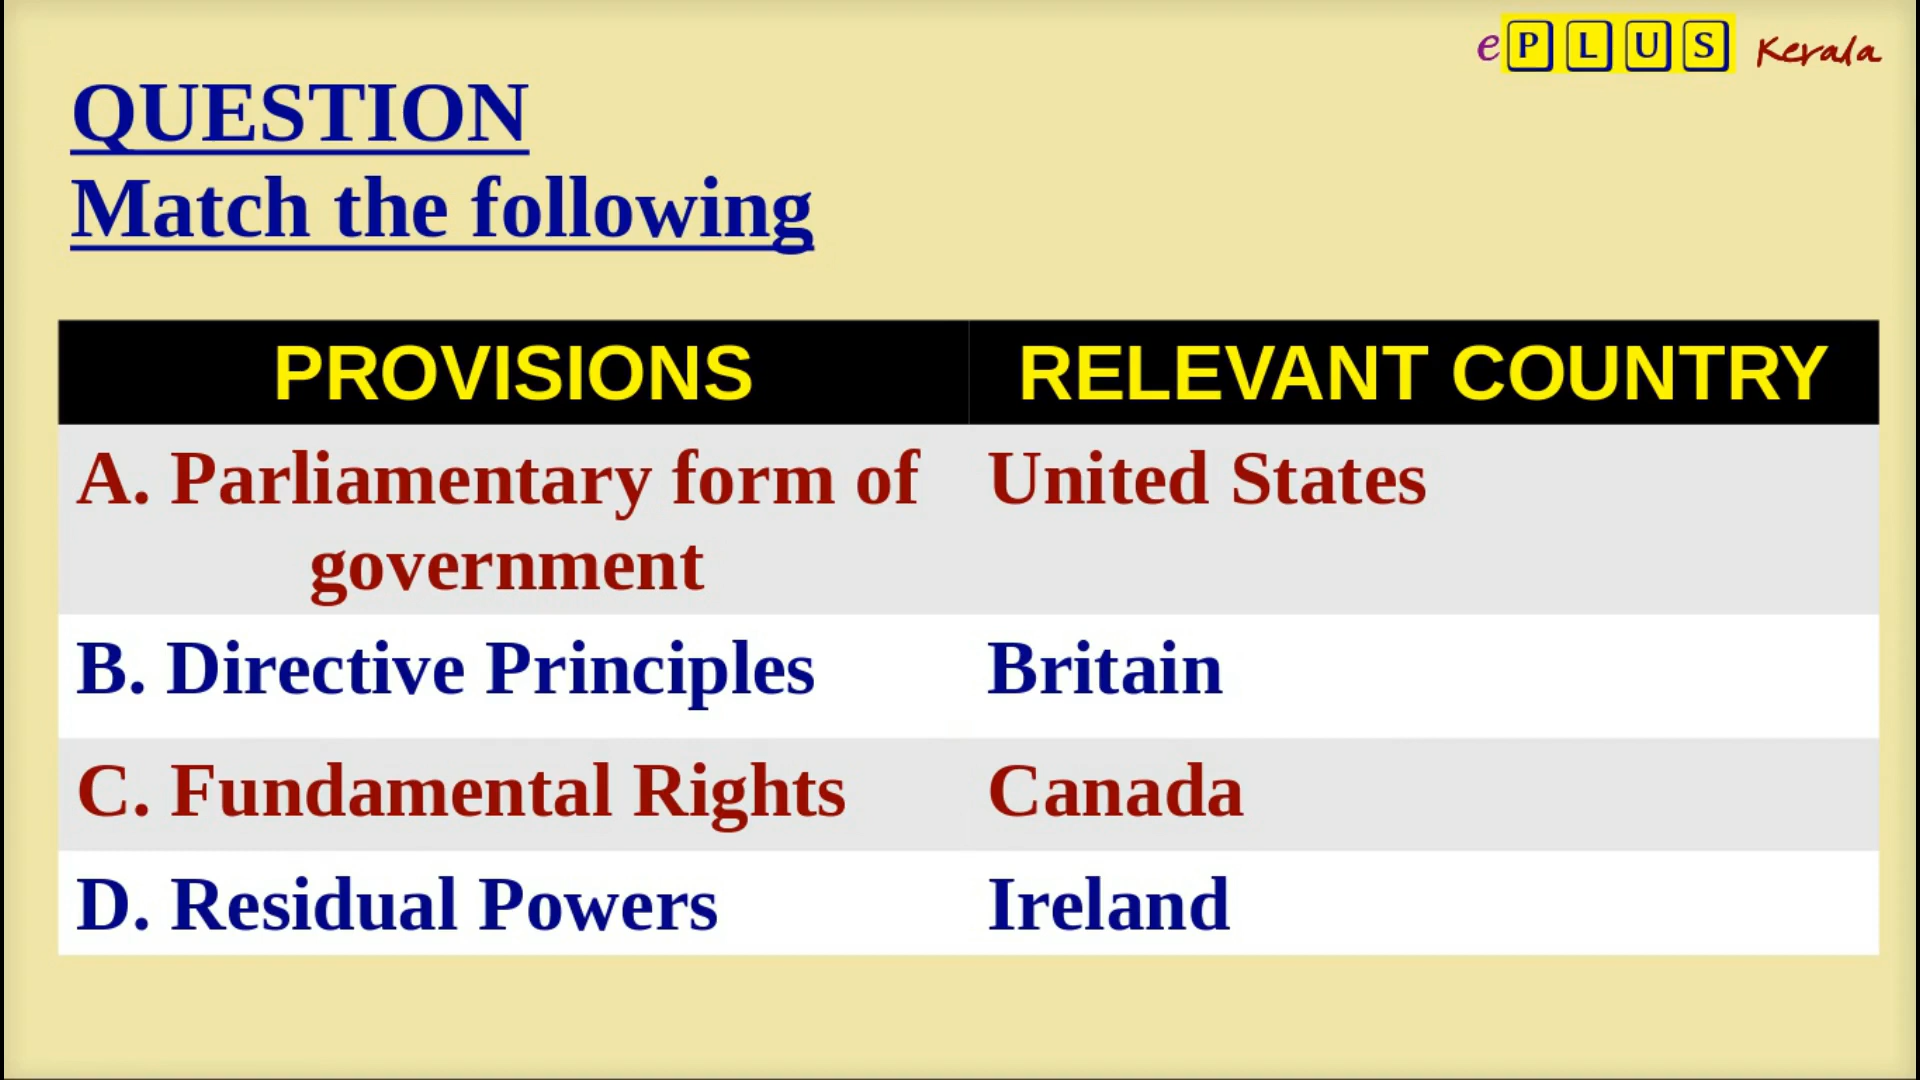 ePLUS Kerala
QUESTION
Match the following
PROVISIONS RELEVANT COUNTRY
A. Parliamentary form of United States
government
B. Directive Principles Britain
C. Fundamental Rights Canada
D. Residual Powers Ireland